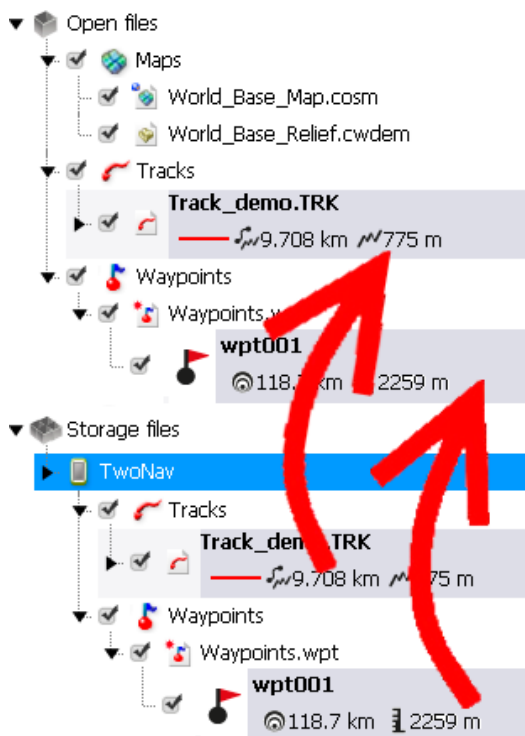 Open files
Maps
World_Base_Map.cosm
World_Base_Relief.cwdem
Tracks
Track_demo.TRK
9.708 km 775 m
Waypoints
wpt001
2259 m
Storage files
TwoNav
Tracks
9.708 km
Waypoints
Waypoints.wpt
wpt001
118.7 km 2259 m